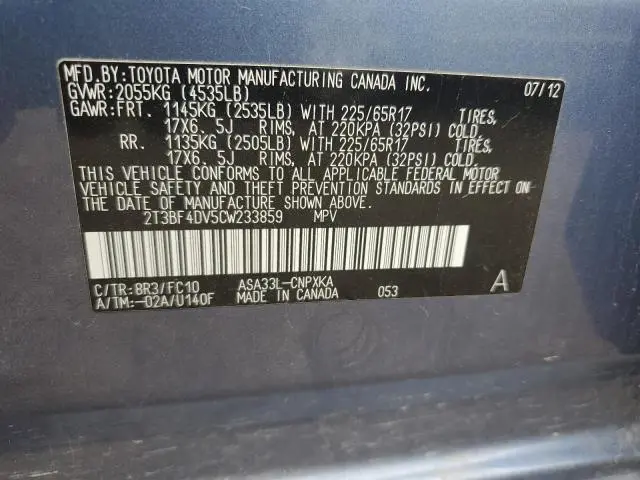 MFD.BY:TOYOTA MOTOR MANUFACTURING CANADA INC. 07/12
GVWR:2055KG (4535LB)
GAWR:FRT. 1145KG (2535LB) WITH 225/65R17 TIRES,
17X6.5J RIMS, AT 220KPA (32PSI) COLD.
RR. 1135KG (2505LB) WITH 225/65R17 TIRES,
17X6.5J RIMS, AT 220KPA (32PSI) COLD.
THIS VEHICLE CONFORMS TO ALL APPLICABLE FEDERAL MOTOR VEHICLE
SAFETY, BUMPER, AND THEFT PREVENTION STANDARDS IN EFFECT ON
THE DATE OF MANUFACTURE SHOWN ABOVE.
2T3BF4DV5CW233859 MPV
C/TR:8R3/FC10 ASA33L-CNPXKA
A/TM:-02A/U140F MADE IN CANADA 053 A